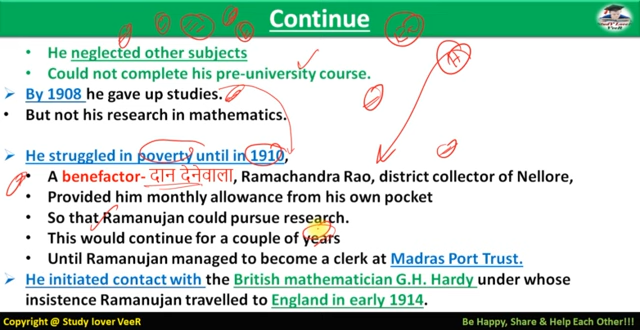 Continue
Study Lover
VeeR
• He neglected other subjects
• Could not complete his pre-university course.
➢ By 1908 he gave up studies.
• But not his research in mathematics.
➢ He struggled in poverty until in 1910,
• A benefactor- दान देनेवाला, Ramachandra Rao, district collector of Nellore,
• Provided him monthly allowance from his own pocket
• So that Ramanujan could pursue research.
• This would continue for a couple of years
• Until Ramanujan managed to become a clerk at Madras Port Trust.
➢ He initiated contact with the British mathematician G.H. Hardy under whose
insistence Ramanujan travelled to England in early 1914.
Copyright @ Study lover VeeR
Be Happy, Share & Help Each Other!!!